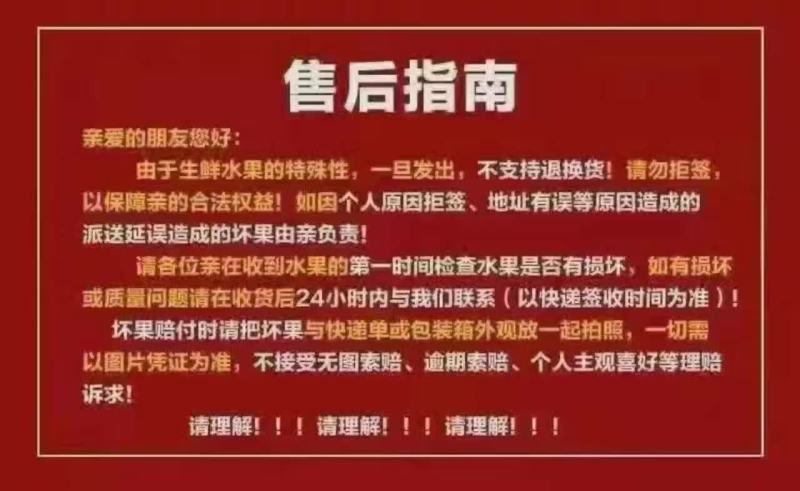 售后指南
亲爱的朋友您好：
由于生鲜水果的特殊性，一旦发出，不支持退换货！请勿拒签，
以保障亲的合法权益！如因个人原因拒签、地址有误等原因造成的
派送延误造成的坏果由亲负责！
请各位亲在收到水果的第一时间检查水果是否有损坏，如有损坏
或质量问题请在收货后24小时内与我们联系（以快递签收时间为准）！
坏果赔付时请把坏果与快递单或包装箱外观放一起拍照，一切需
以图片凭证为准，不接受无图索赔、逾期索赔、个人主观喜好等理赔
诉求！
请理解！！！请理解！！！请理解！！！